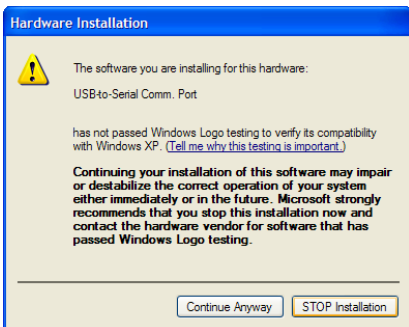 Hardware Installation
The software you are installing for this hardware:
USB-to-Serial Comm. Port
has not passed Windows Logo testing to verify its compatibility
with Windows XP. (Tell me why this testing is important.)
Continuing your installation of this software may impair
or destabilize the correct operation of your system
either immediately or in the future. Microsoft strongly
recommends that you stop this installation now and
contact the hardware vendor for software that has
passed Windows Logo testing.
Continue Anyway
STOP Installation